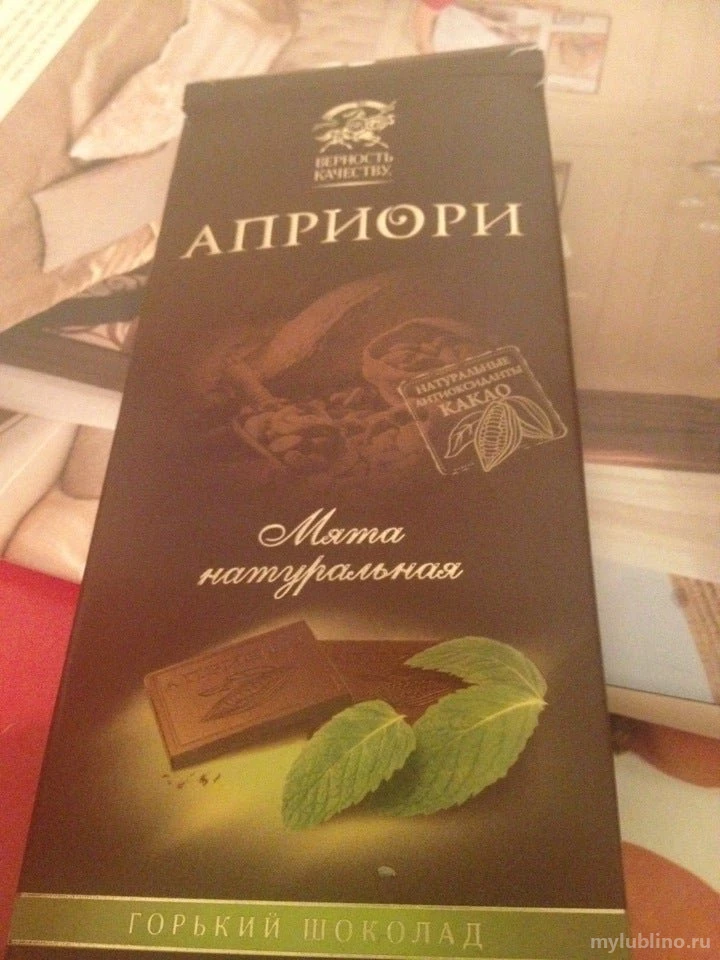 ВЕРНОСТЬ
КАЧЕСТВУ
АПРИОРИ
НАТУРАЛЬНЫЕ
АНТИОКСИДАНТЫ
КАКАО
Мята
натуральная
ГОРЬКИЙ ШОКОЛАД
mylublino.ru